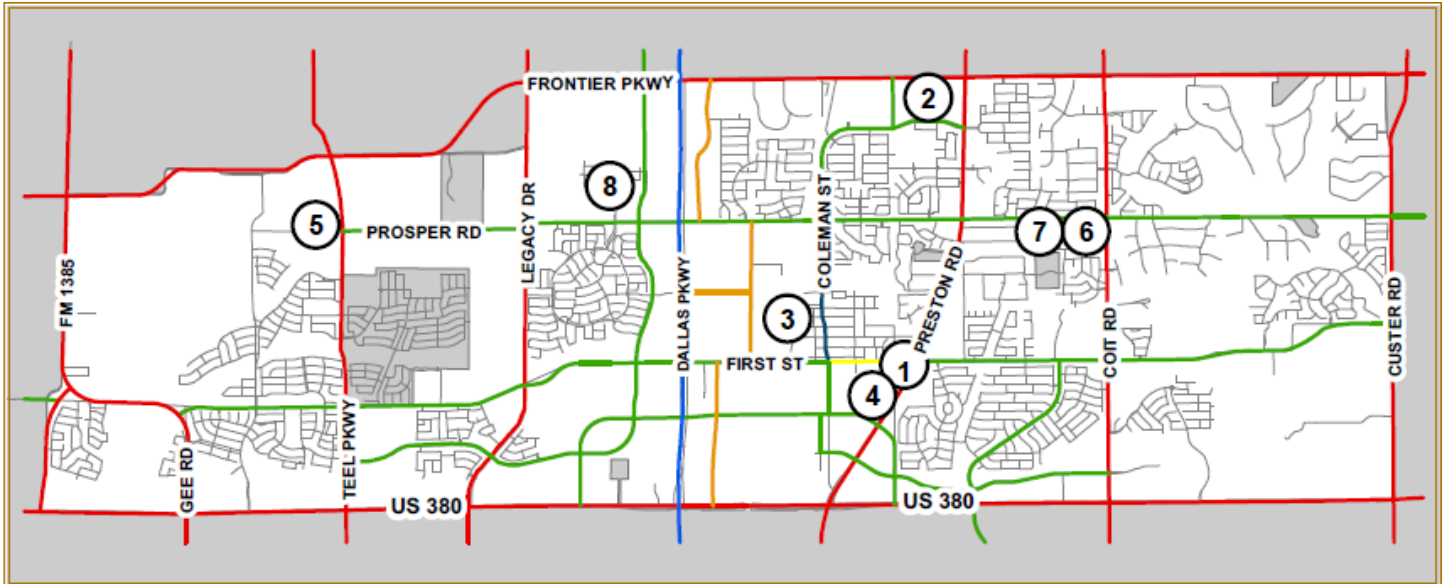 FRONTIER PKWY
2
8
5
PROSPER RD
LEGACY DR
COLEMAN ST
7
6
FM 1385
DALLAS PKWY
3
PRESTON RD
FIRST ST
1
COIT RD
CUSTER RD
4
GEE RD
TEEL PKWY
US 380
US 380